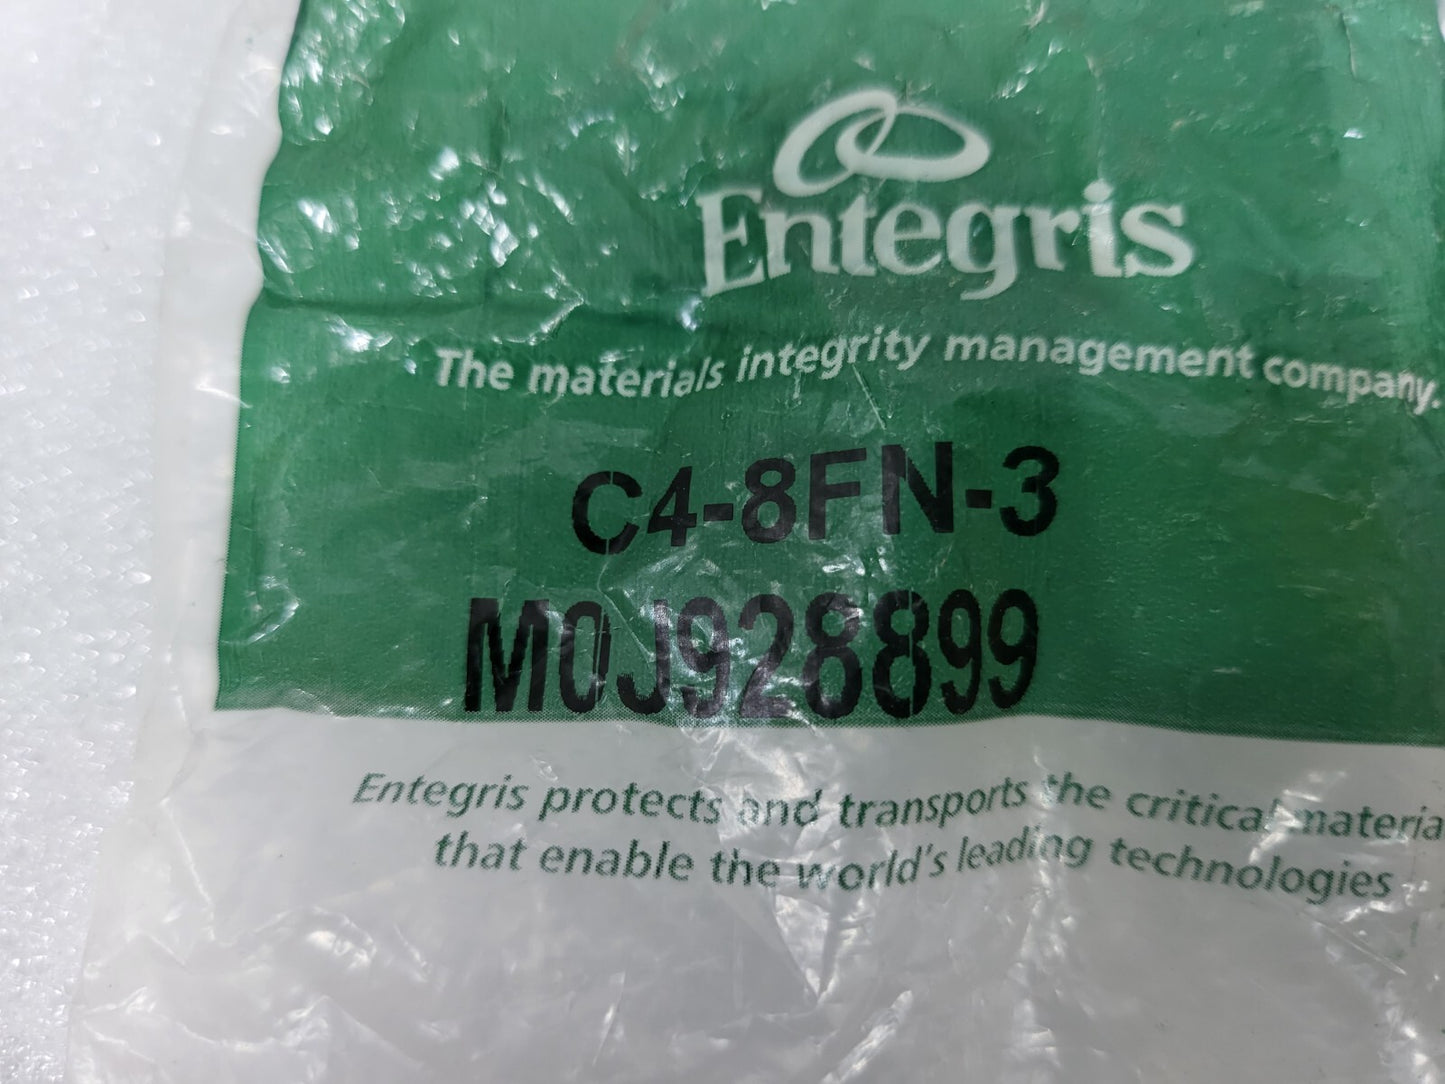 Entegris
The materials integrity management company.
C4-8FN-3
M0J928899
Entegris protects and transports the critical materia
that enable the world's leading technologies